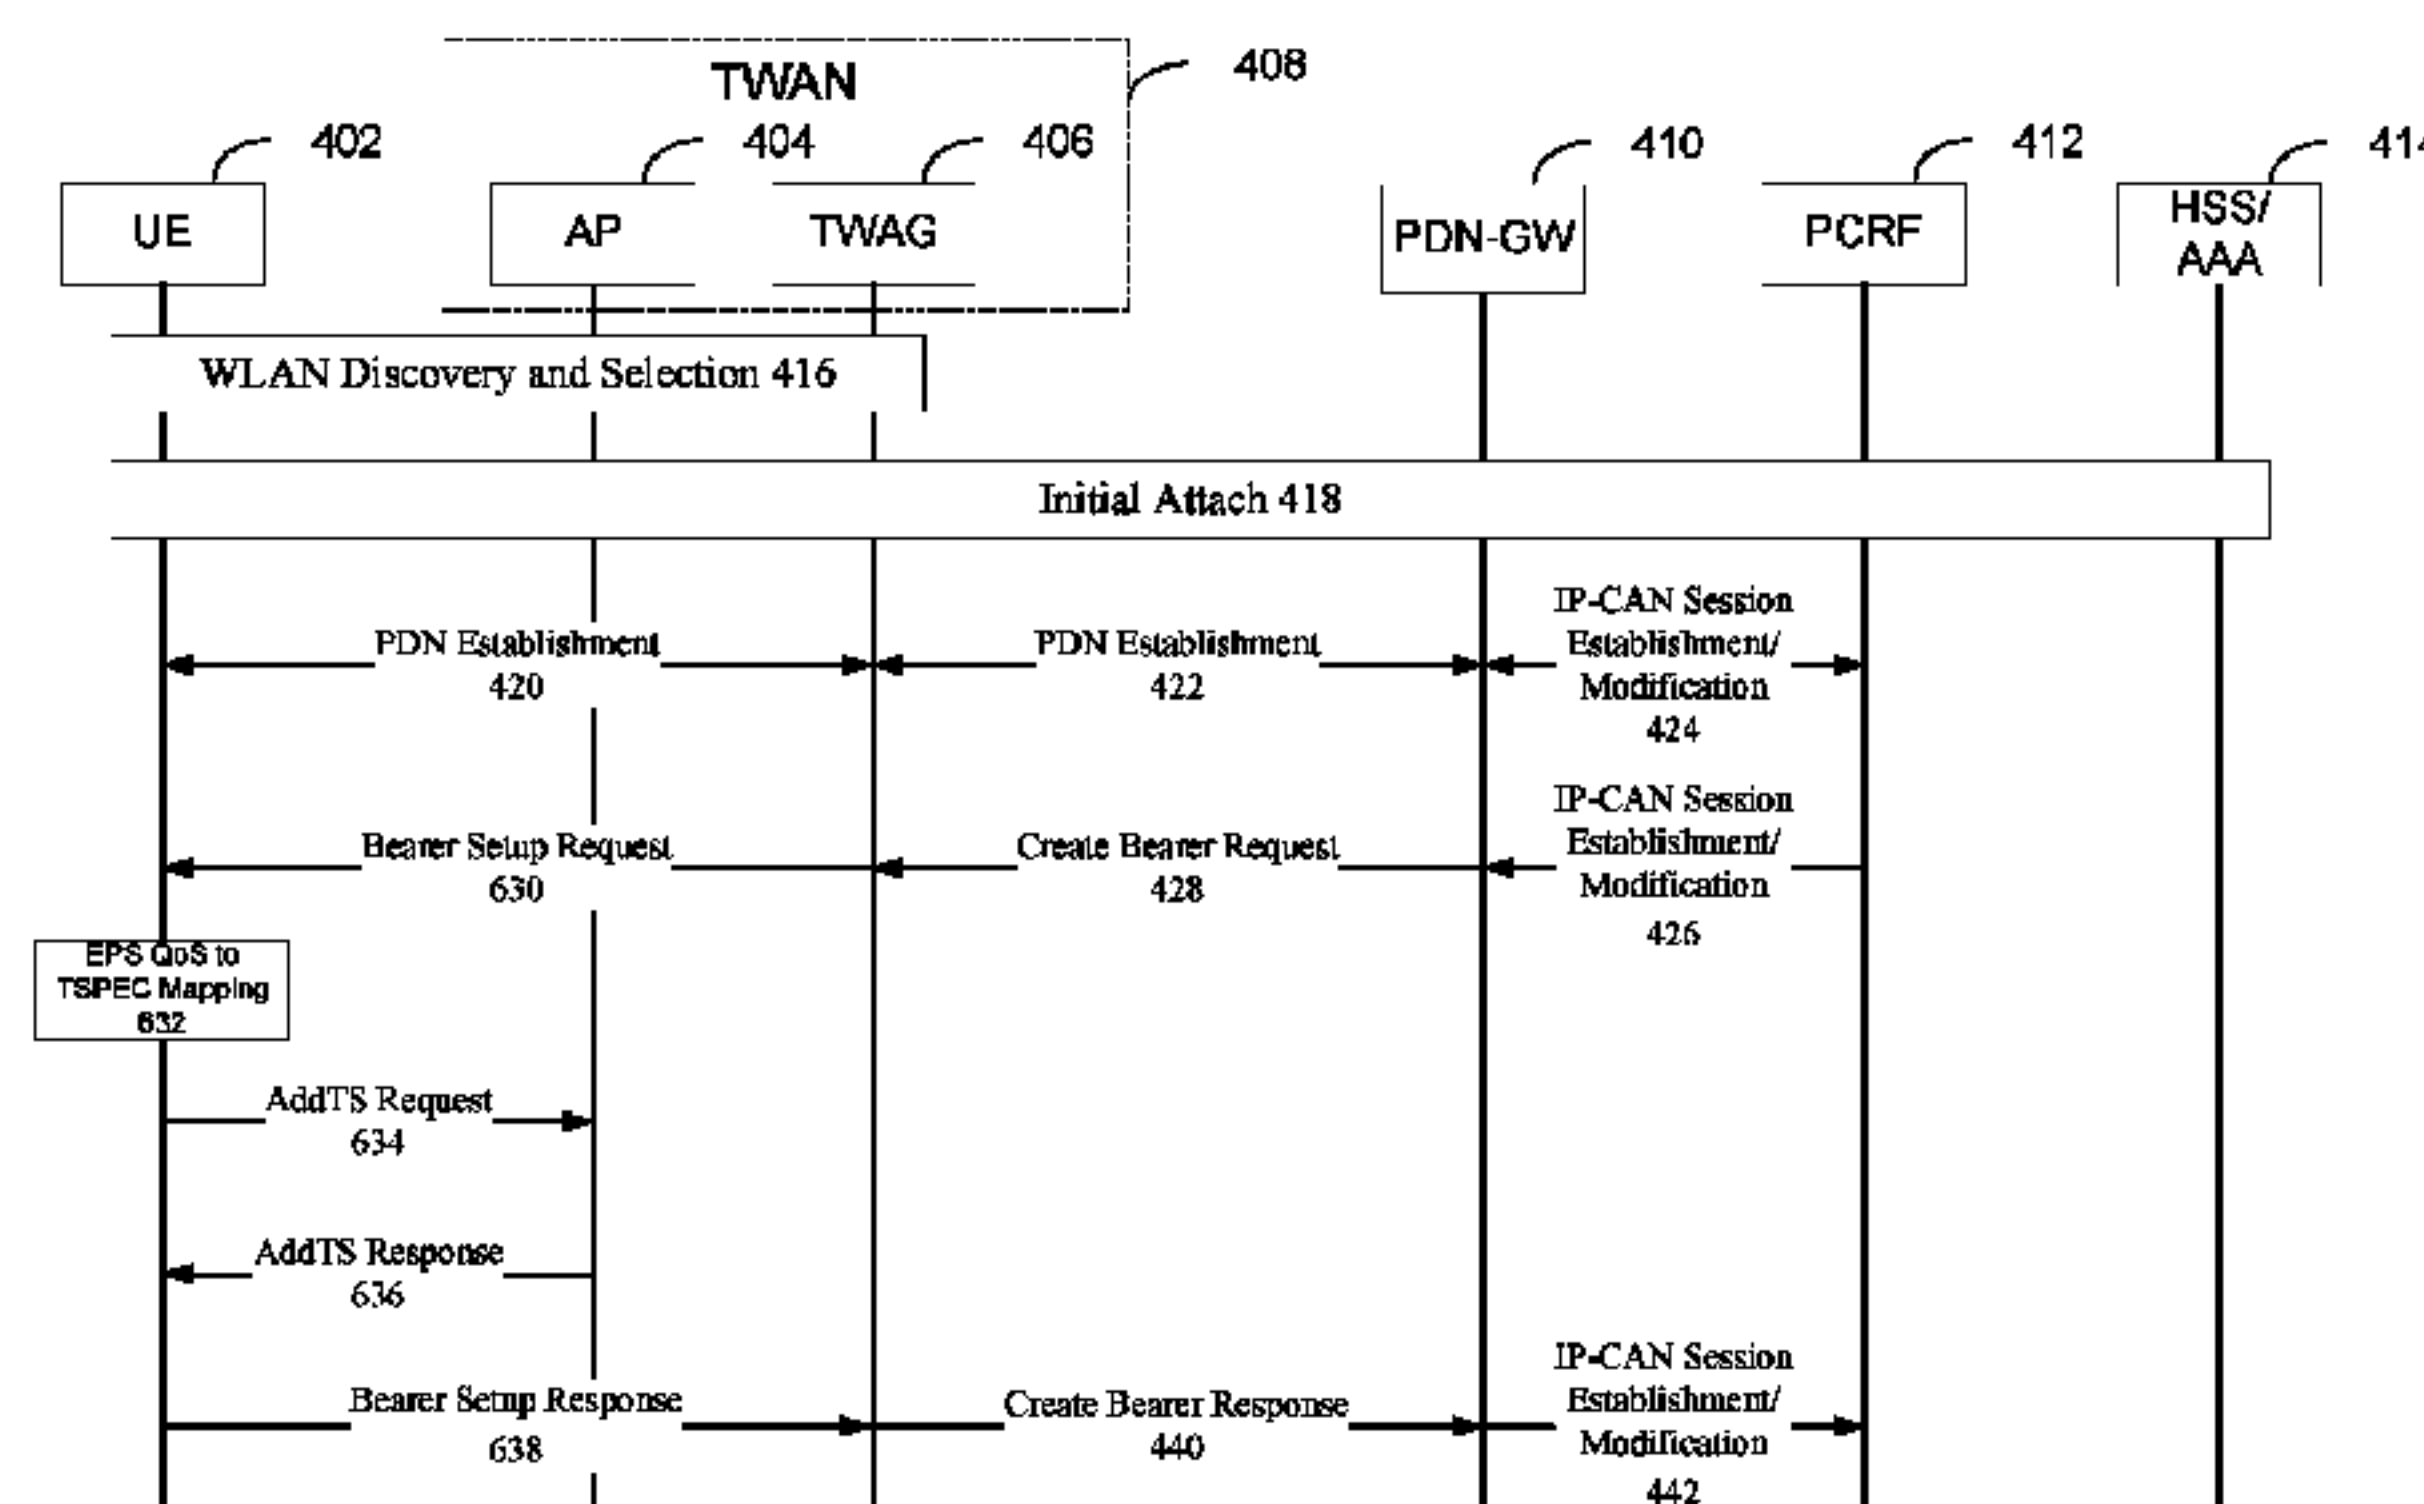 TWAN
408
402
404
406
410
412
414
UE
AP
TWAG
PDN-GW
PCRF
HSS/
AAA
WLAN Discovery and Selection 416
Initial Attach 418
PDN Establishment
420
PDN Establishment
422
IP-CAN Session
Establishment/
Modification
424
Bearer Setup Request
630
Create Bearer Request
428
IP-CAN Session
Establishment/
Modification
426
EPS QoS to
TSPEC Mapping
632
AddTS Request
634
AddTS Response
636
Bearer Setup Response
638
Create Bearer Response
440
IP-CAN Session
Establishment/
Modification
442